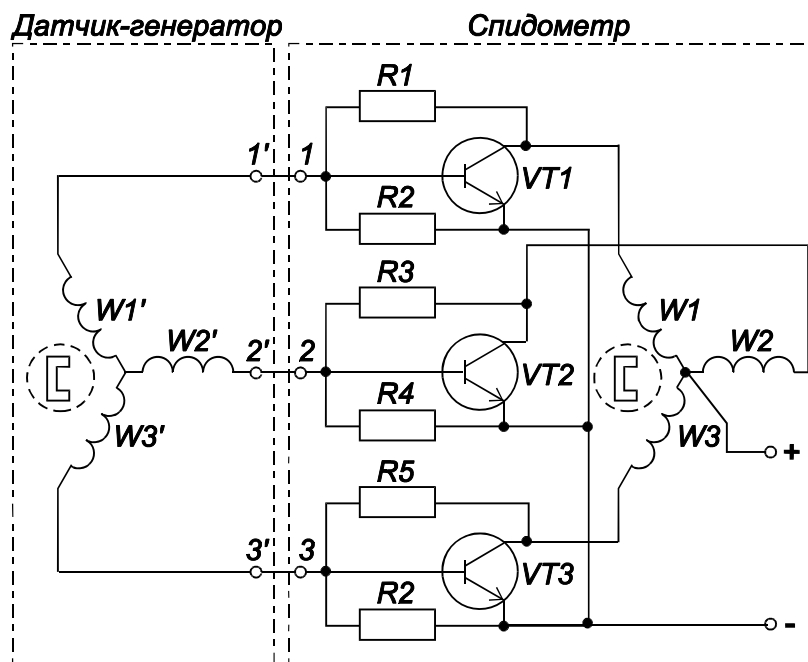 Датчик-генератор
Спидометр
R1
1' 1
VT1
R2
R3
W1'
W1
W2'
2' 2
W2
VT2
R4
W3'
W3
+
R5
3' 3
VT3
R2
-